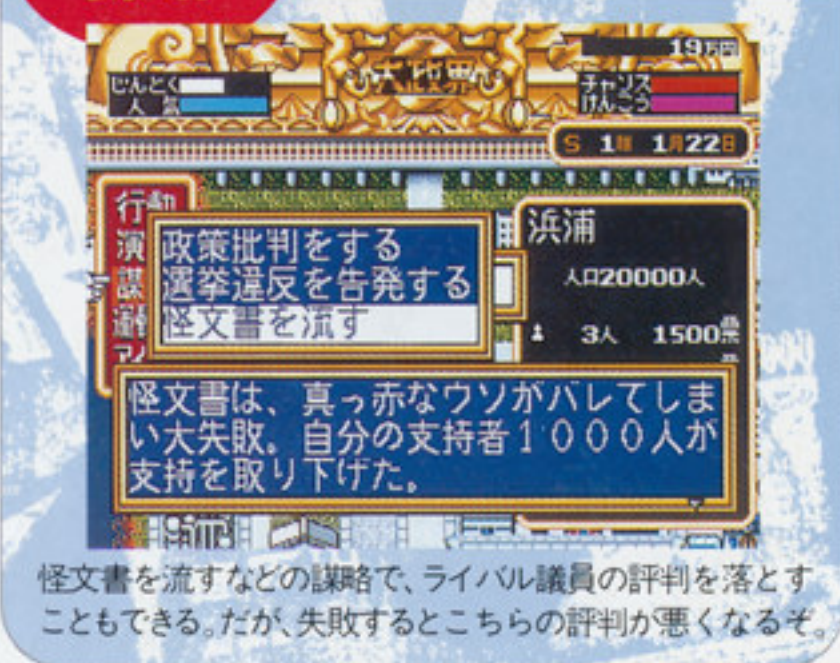 19万円
じんとく
人気
大政界
チャンス
けんこう
S 1年 1月22日
行動
演
謀
運
政策批判をする
選挙違反を告発する
怪文書を流す
浜浦
人口20000人
3人 1500票
怪文書は、真っ赤なウソがバレてしま
い大失敗。自分の支持者1000人が
支持を取り下げた。
怪文書を流すなどの謀略で、ライバル議員の評判を落とす
こともできる。だが、失敗するとこちらの評判が悪くなるぞ。